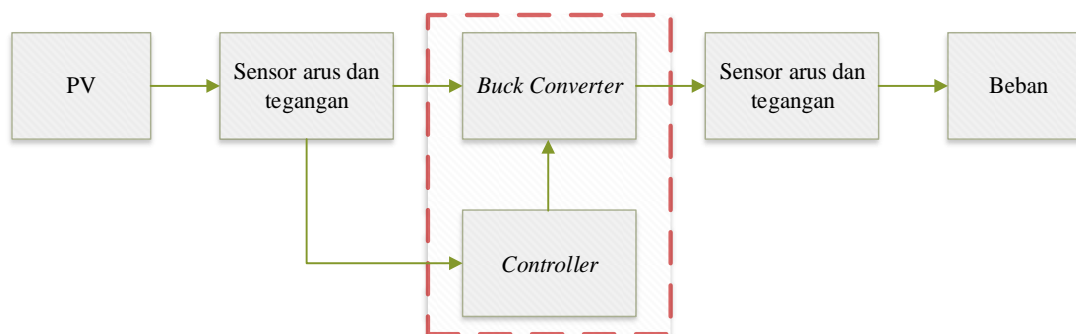 PV
Sensor arus dan
tegangan
Buck Converter
Sensor arus dan
tegangan
Beban
Controller